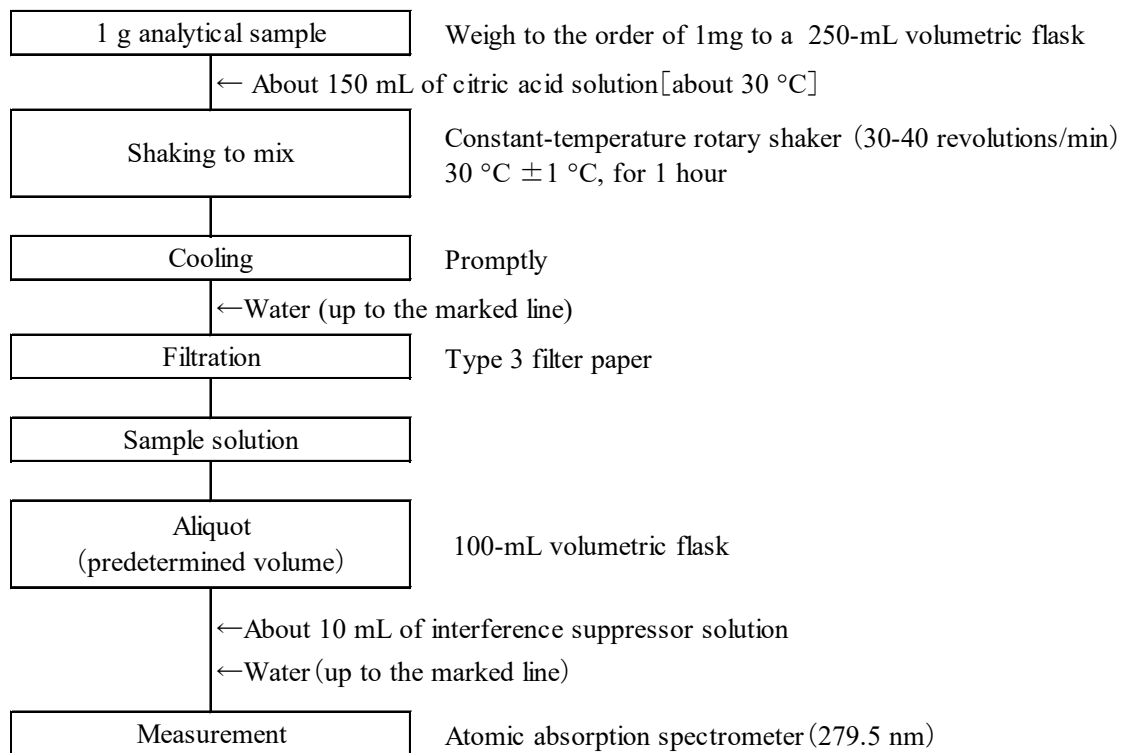 1 g analytical sample Weigh to the order of 1mg to a 250-mL volumetric flask
← About 150 mL of citric acid solution［about 30 °C］
Shaking to mix
Constant-temperature rotary shaker（30-40 revolutions/min）
30 °C ±1 °C, for 1 hour
Cooling Promptly
←Water (up to the marked line)
Filtration Type 3 filter paper
Sample solution
Aliquot
（predetermined volume）
100-mL volumetric flask
←About 10 mL of interference suppressor solution
←Water（up to the marked line）
Measurement Atomic absorption spectrometer（279.5 nm）